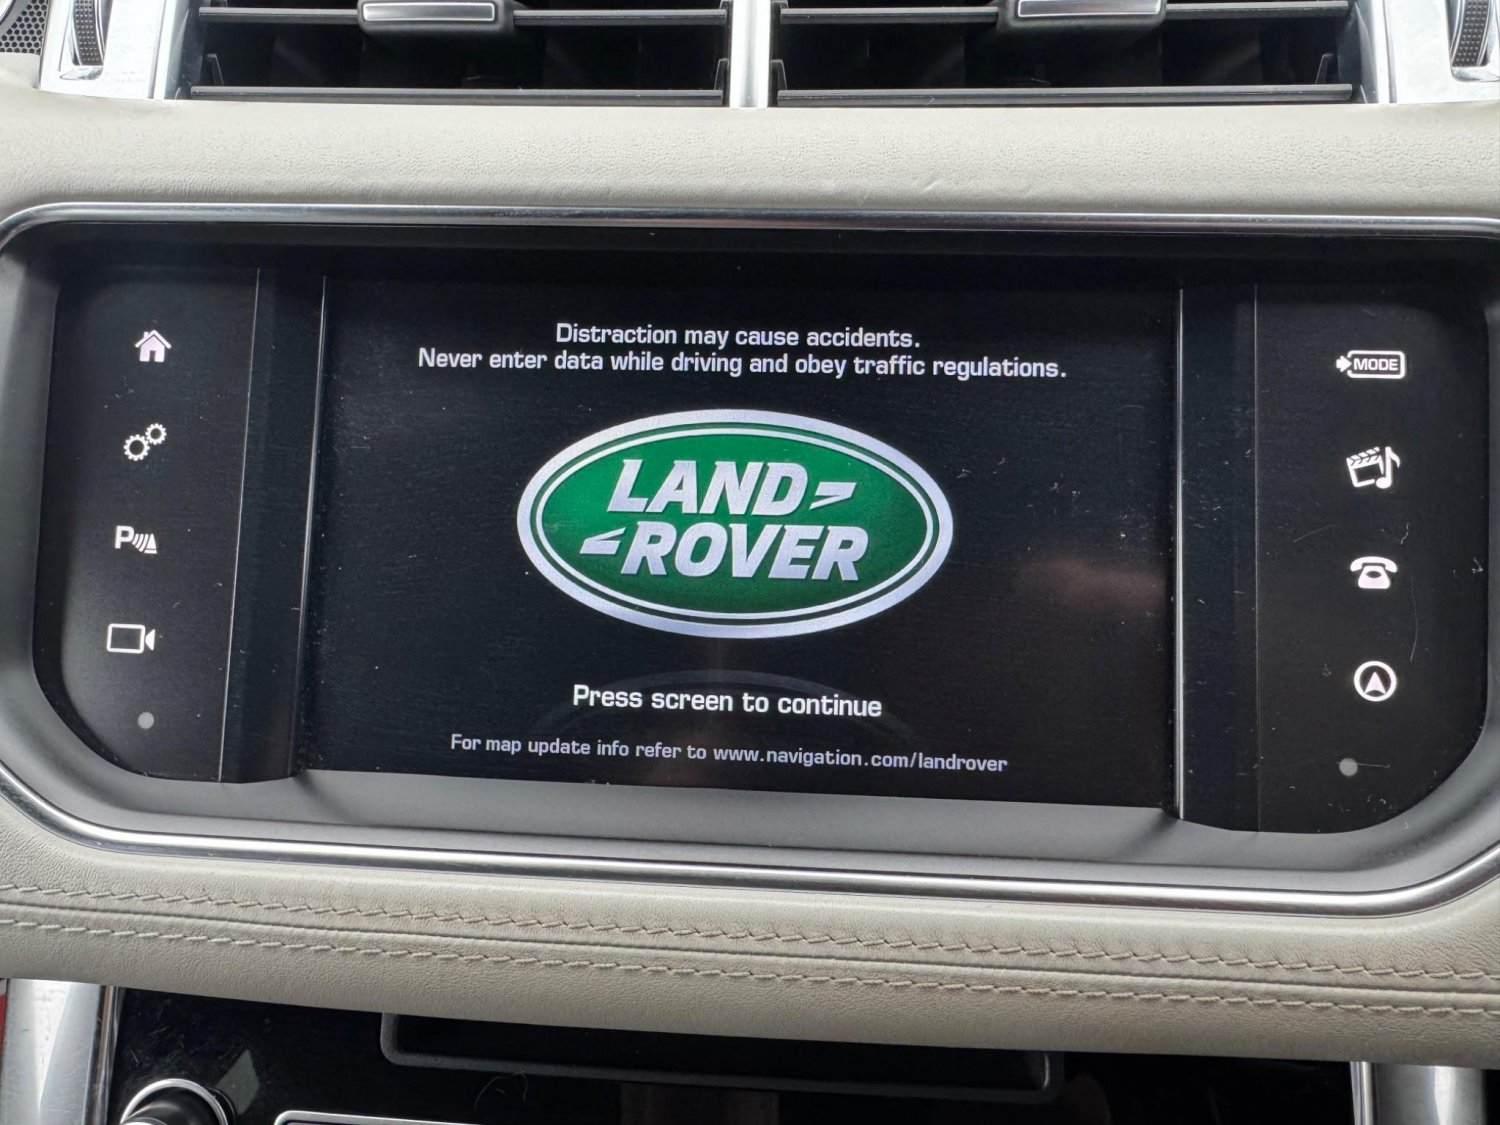 Distraction may cause accidents.
Never enter data while driving and obey traffic regulations.
MODE
P
LAND
ROVER
Press screen to continue
For map update info refer to www.navigation.com/landrover